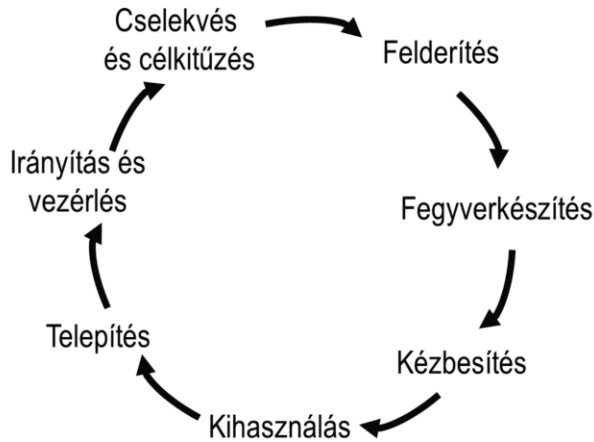 Cselekvés
és célkitűzés
Felderítés
Fegyverkészítés
Kézbesítés
Kihasználás
Telepítés
Irányítás és
vezérlés